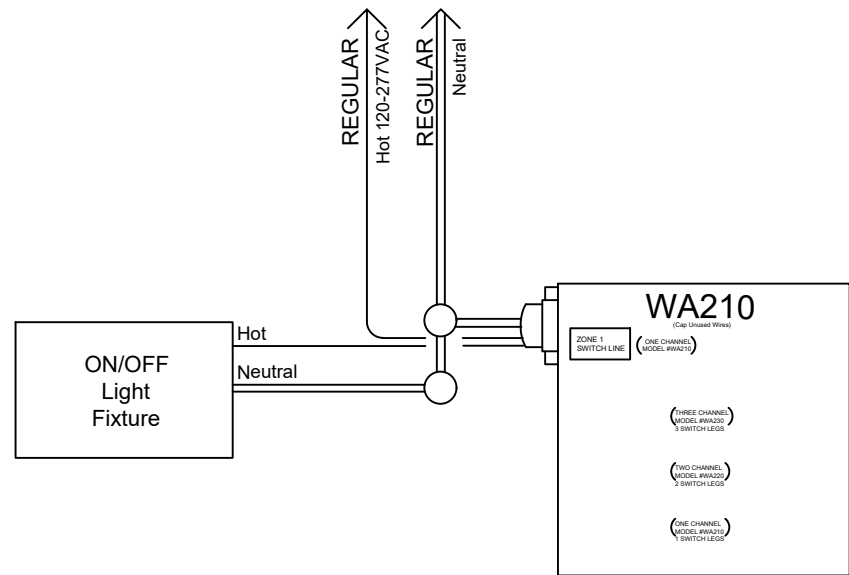 REGULAR
Hot 120-277VAC
REGULAR
Neutral
WA210
(Cap Unused Wires)
ZONE 1
SWITCH LINE
(ONE CHANNEL
MODEL #WA210)
Hot
Neutral
ON/OFF
Light
Fixture
(THREE CHANNEL
MODEL #WA230
3 SWITCH LEGS)
(TWO CHANNEL
MODEL #WA220
2 SWITCH LEGS)
(ONE CHANNEL
MODEL #WA210
1 SWITCH LEGS)